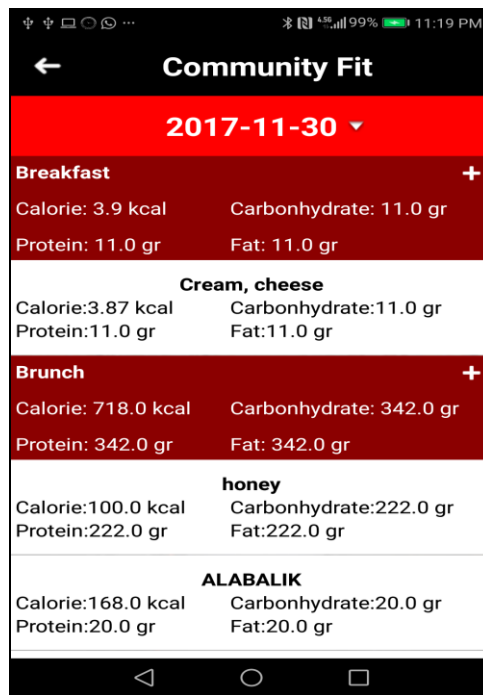 99% 11:19 PM
Community Fit
2017-11-30
Breakfast +
Calorie: 3.9 kcal Carbonhydrate: 11.0 gr
Protein: 11.0 gr Fat: 11.0 gr
Cream, cheese
Calorie:3.87 kcal Carbonhydrate:11.0 gr
Protein:11.0 gr Fat:11.0 gr
Brunch +
Calorie: 718.0 kcal Carbonhydrate: 342.0 gr
Protein: 342.0 gr Fat: 342.0 gr
honey
Calorie:100.0 kcal Carbonhydrate:222.0 gr
Protein:222.0 gr Fat:222.0 gr
ALABALIK
Calorie:168.0 kcal Carbonhydrate:20.0 gr
Protein:20.0 gr Fat:20.0 gr